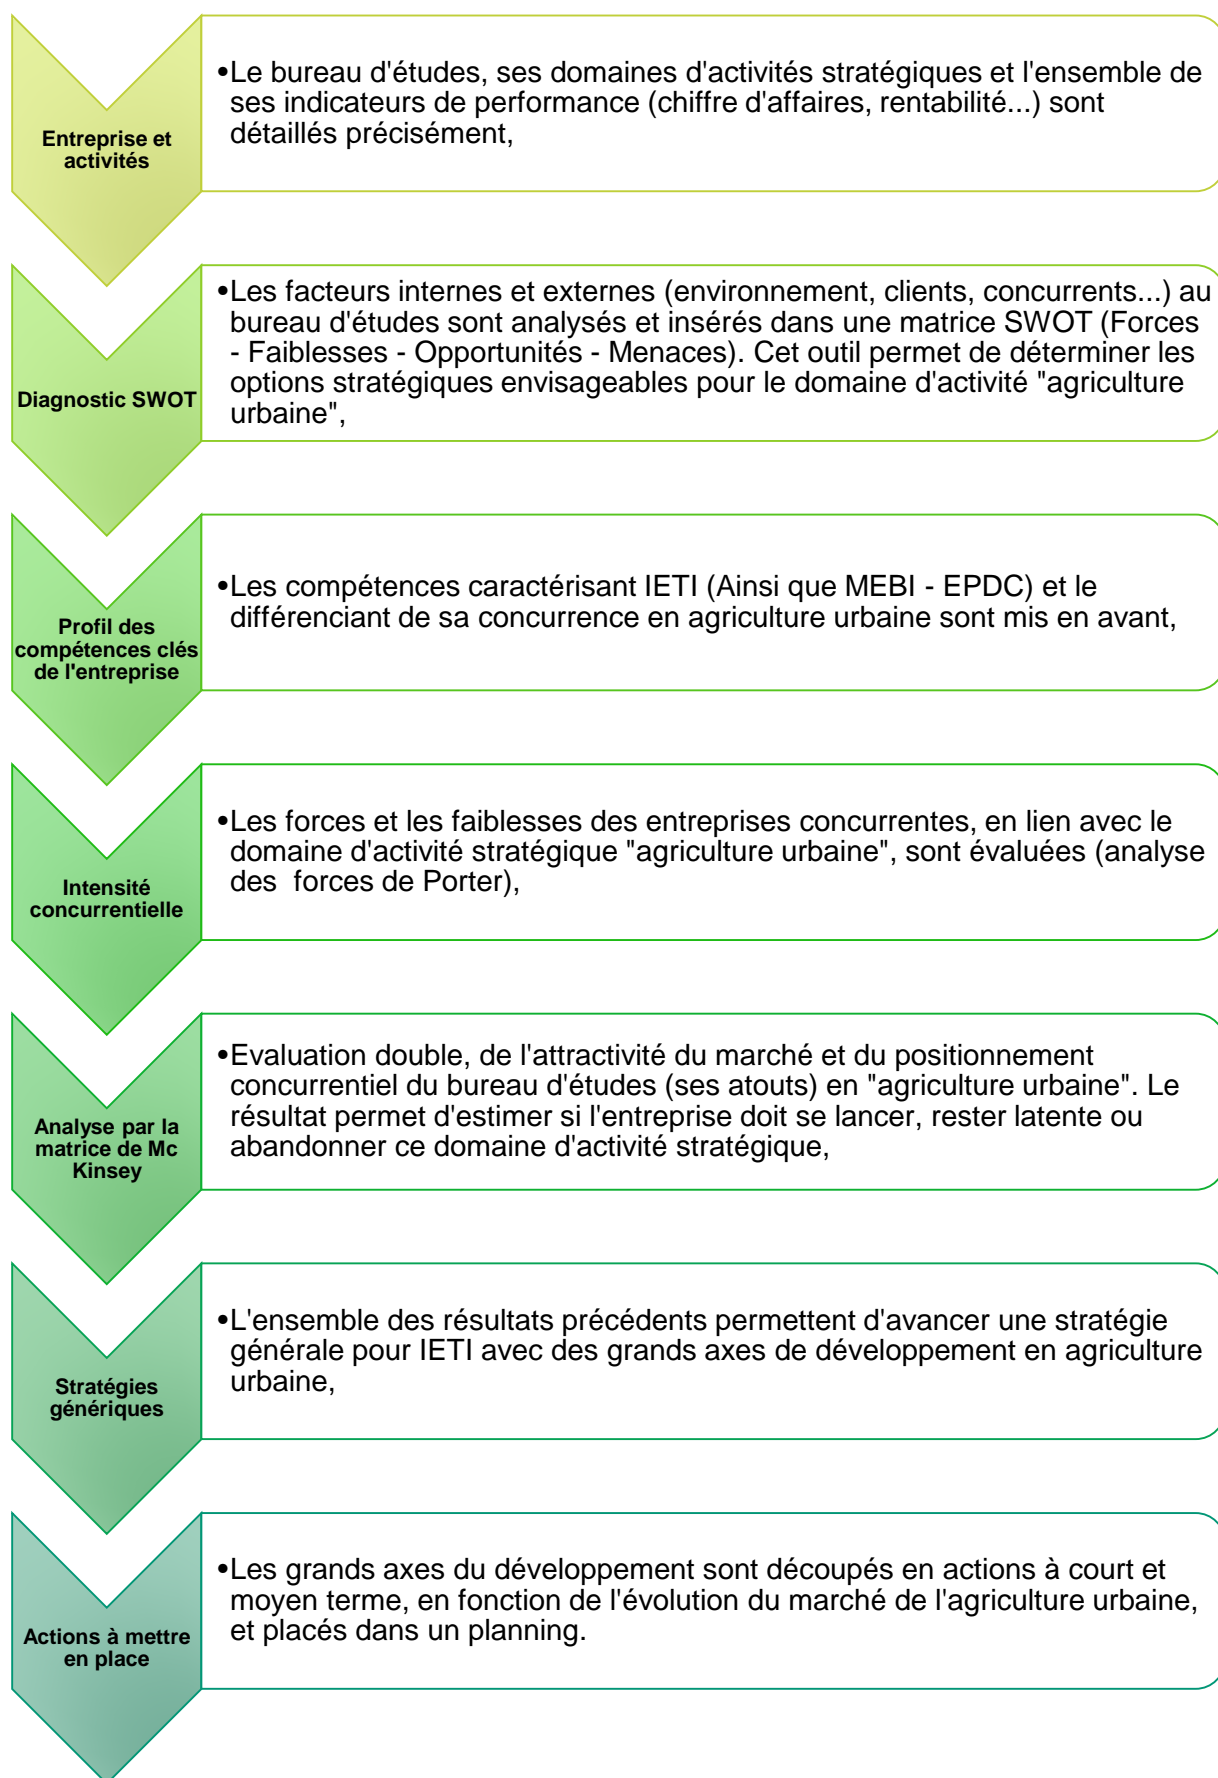 Entreprise et
activités
•Le bureau d'études, ses domaines d'activités stratégiques et l'ensemble de
ses indicateurs de performance (chiffre d'affaires, rentabilité...) sont
détaillés précisément,
Diagnostic SWOT
•Les facteurs internes et externes (environnement, clients, concurrents...) au
bureau d'études sont analysés et insérés dans une matrice SWOT (Forces
- Faiblesses - Opportunités - Menaces). Cet outil permet de déterminer les
options stratégiques envisageables pour le domaine d'activité "agriculture
urbaine",
Profil des
compétences clés
de l'entreprise
•Les compétences caractérisant IETI (Ainsi que MEBI - EPDC) et le
différenciant de sa concurrence en agriculture urbaine sont mis en avant,
Intensité
concurrentielle
•Les forces et les faiblesses des entreprises concurrentes, en lien avec le
domaine d'activité stratégique "agriculture urbaine", sont évaluées (analyse
des  forces de Porter),
Analyse par la
matrice de Mc
Kinsey
•Evaluation double, de l'attractivité du marché et du positionnement
concurrentiel du bureau d'études (ses atouts) en "agriculture urbaine". Le
résultat permet d'estimer si l'entreprise doit se lancer, rester latente ou
abandonner ce domaine d'activité stratégique,
Stratégies
génériques
•L'ensemble des résultats précédents permettent d'avancer une stratégie
générale pour IETI avec des grands axes de développement en agriculture
urbaine,
Actions à mettre
en place
•Les grands axes du développement sont découpés en actions à court et
moyen terme, en fonction de l'évolution du marché de l'agriculture urbaine,
et placés dans un planning.